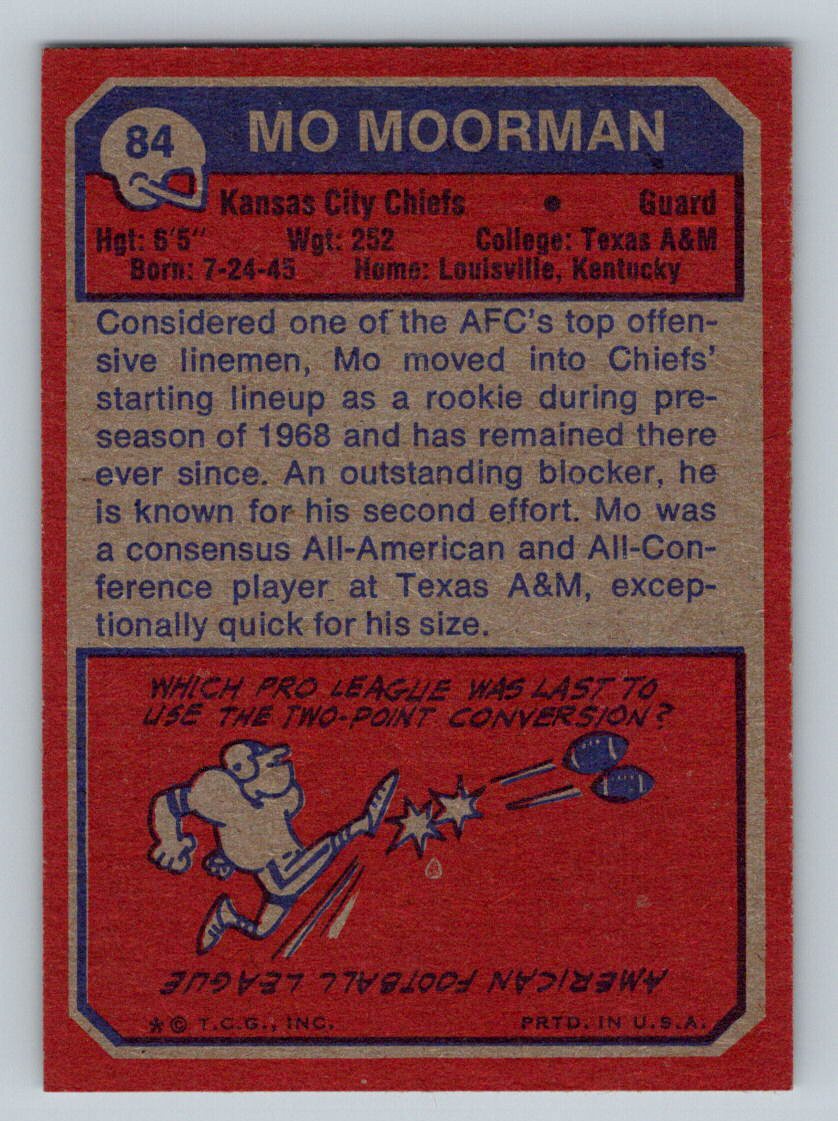 84
MO MOORMAN
Kansas City Chiefs • Guard
Hgt: 6'5" Wgt: 252 College: Texas A&M
Born: 7-24-45 Home: Louisville, Kentucky
Considered one of the AFC's top offen-
sive linemen, Mo moved into Chiefs'
starting lineup as a rookie during pre-
season of 1968 and has remained there
ever since. An outstanding blocker, he
is known for his second effort. Mo was
a consensus All-American and All-Con-
ference player at Texas A&M, excep-
tionally quick for his size.
WHICH PRO LEAGUE WAS LAST TO
USE THE TWO-POINT CONVERSION?
AMERICAN FOOTBALL LEAGUE
* © T.C.G., INC. PRTD. IN U.S.A.